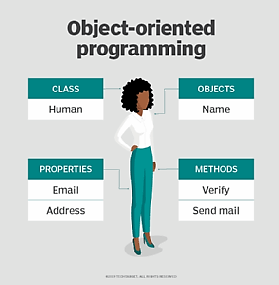 Object-oriented
programming
CLASS
Human
OBJECTS
Name
PROPERTIES
Email
Address
METHODS
Verify
Send mail